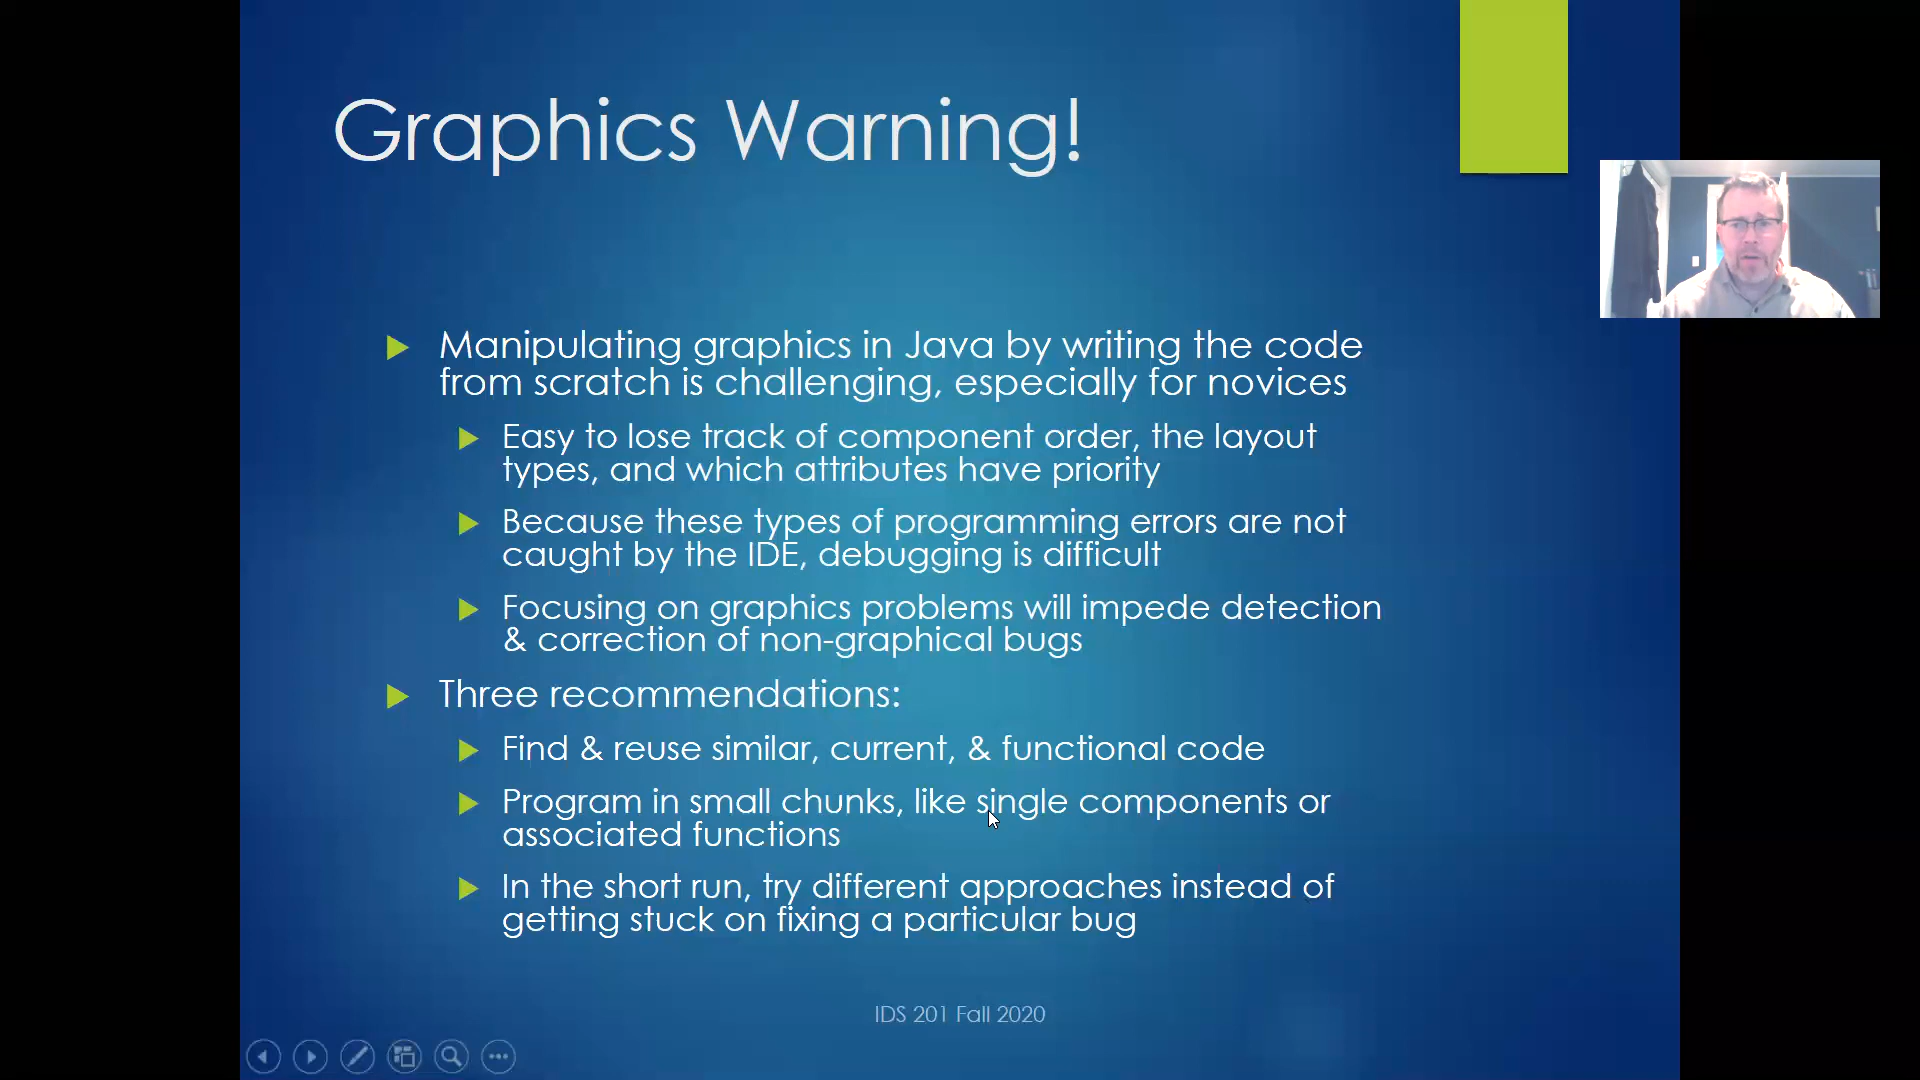 Graphics Warning!
Manipulating graphics in Java by writing the code
from scratch is challenging, especially for novices
Easy to lose track of component order, the layout
types, and which attributes have priority
Because these types of programming errors are not
caught by the IDE, debugging is difficult
Focusing on graphics problems will impede detection
& correction of non-graphical bugs
Three recommendations:
Find & reuse similar, current, & functional code
Program in small chunks, like single components or
associated functions
In the short run, try different approaches instead of
getting stuck on fixing a particular bug
IDS 201 Fall 2020